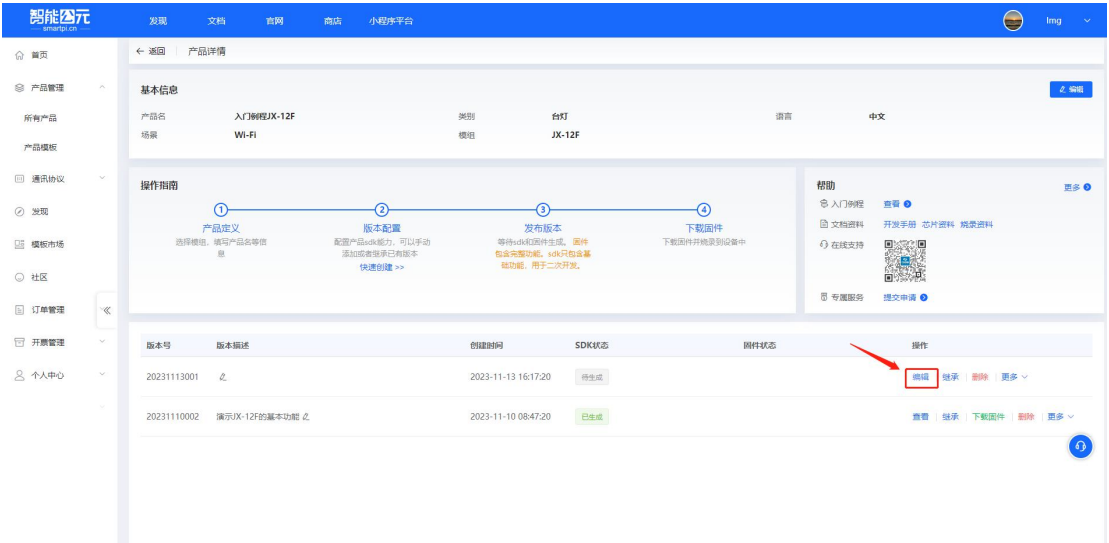 智能公元
smartpi.cn
发现 文档 官网 商店 小程序平台 lmg
首页
产品管理
所有产品
产品模板
通讯协议
发现
模板市场
社区
订单管理
开票管理
个人中心
← 返回 产品详情
基本信息 编辑
产品名 入门例程JX-12F 类别 台灯 语言 中文
场景 Wi-Fi 模组 JX-12F
操作指南
1 2 3 4
产品定义 版本配置 发布版本 下载固件
选择模组，填写产品名等信息
配置产品sdk能力，可以手动添加或者继承已有版本
快速创建 >>
等待sdk和固件生成。固件包含完整功能，sdk只包含基础功能，用于二次开发。
下载固件并烧录到设备中
帮助 更多
入门例程 查看
文档资料 开发手册 芯片资料 烧录资料
在线支持
专属服务 提交申请
版本号 版本描述 创建时间 SDK状态 固件状态 操作
20231113001 2023-11-13 16:17:20 待生成 编辑 继承 删除 更多
20231110002 演示JX-12F的基本功能 2023-11-10 08:47:20 已生成 查看 继承 下载固件 删除 更多